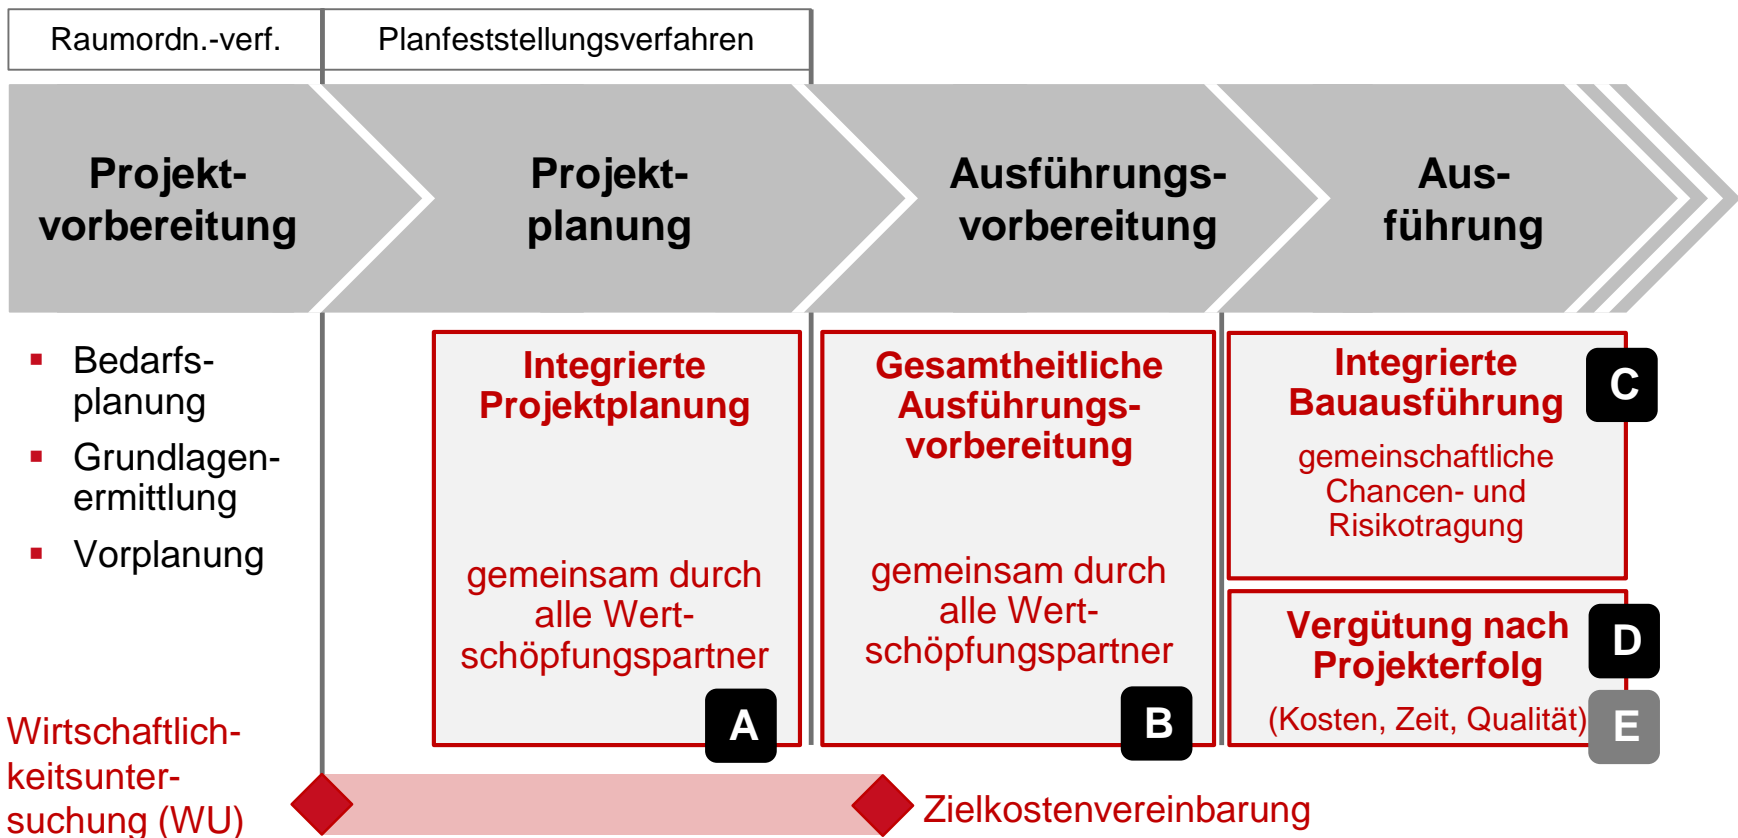 Raumordn.-verf.
Planfeststellungsverfahren
Projekt-
vorbereitung
Projekt-
planung
Ausführungs-
vorbereitung
Aus-
führung
Bedarfs-
planung
Grundlagen-
ermittlung
Vorplanung
Integrierte
Projektplanung
gemeinsam durch
alle Wert-
schöpfungspartner
A
Gesamtheitliche
Ausführungs-
vorbereitung
gemeinsam durch
alle Wert-
schöpfungspartner
B
Integrierte
Bauausführung
C
gemeinschaftliche
Chancen- und
Risikotragung
Vergütung nach
Projekterfolg
D
(Kosten, Zeit, Qualität)
E
Wirtschaftlich-
keitsunter-
suchung (WU)
Zielkostenvereinbarung